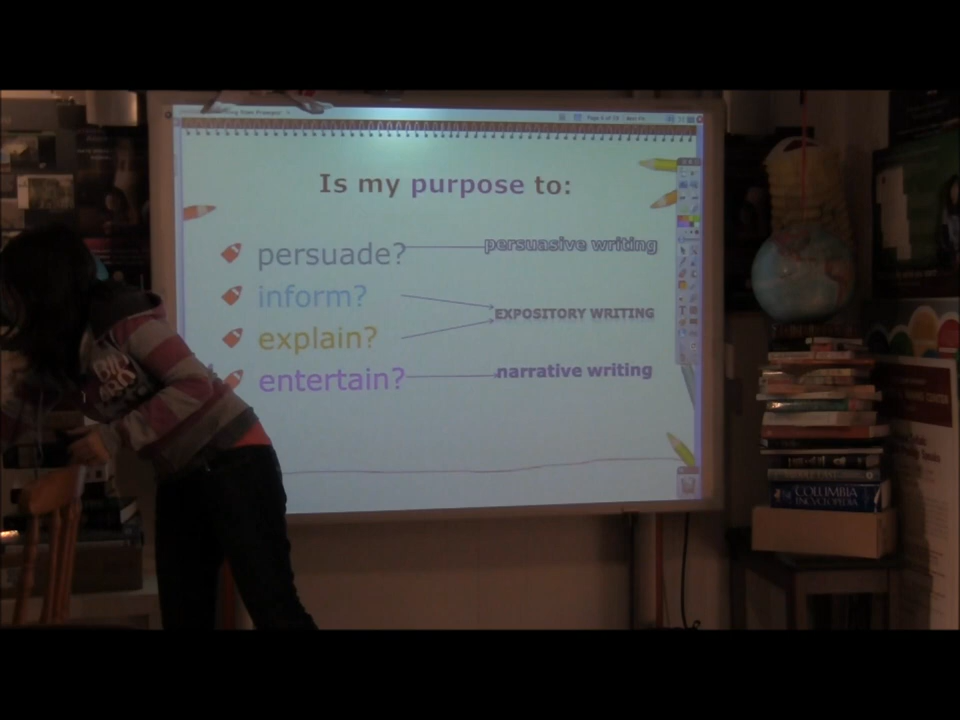 Is my purpose to:
persuade?
persuasive writing
inform?
EXPOSITORY WRITING
explain?
entertain?
narrative writing
COLUMBIA
ENCYCLOPEDIA